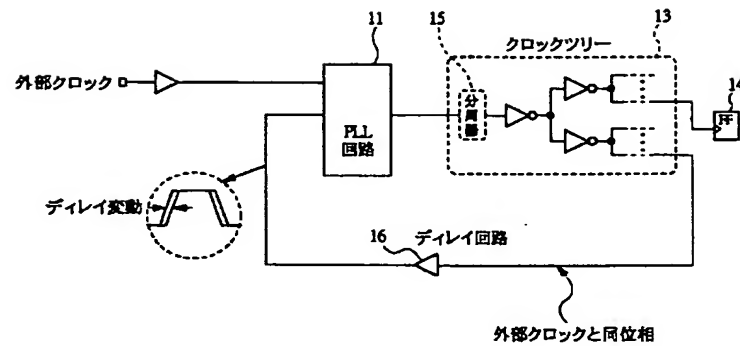 11
15
13
クロックツリー
外部クロック
PLL
回路
分周器
14
FF
ディレイ変動
16
ディレイ回路
外部クロックと同位相